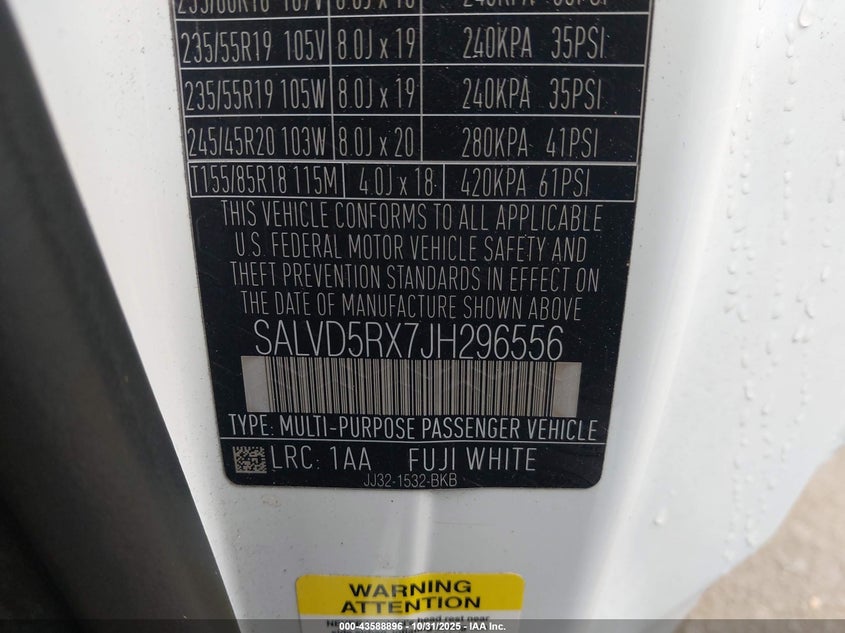 235/55R19 105V 8.0J x 19 240KPA 35PSI
235/55R19 105W 8.0J x 19 240KPA 35PSI
245/45R20 103W 8.0J x 20 280KPA 41PSI
T155/85R18 115M 4.0J x 18 420KPA 61PSI
THIS VEHICLE CONFORMS TO ALL APPLICABLE
U.S. FEDERAL MOTOR VEHICLE SAFETY AND
THEFT PREVENTION STANDARDS IN EFFECT ON
THE DATE OF MANUFACTURE SHOWN ABOVE
SALVD5RX7JH296556
TYPE: MULTI-PURPOSE PASSENGER VEHICLE
LRC: 1AA FUJI WHITE
JJ32-1532-BKB
WARNING
ATTENTION
head rest near
000-43588896 - 10/31/2025 - IAA Inc.